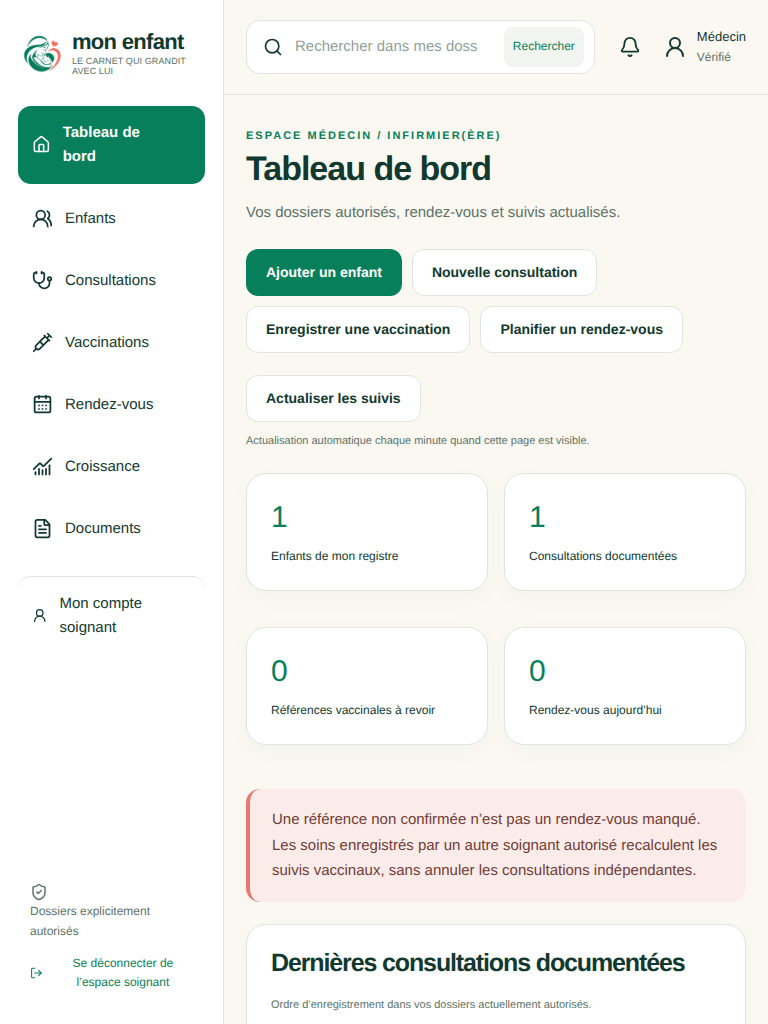 mon enfant
LE CARNET QUI GRANDIT
AVEC LUI
Tableau de
bord
Enfants
Consultations
Vaccinations
Rendez-vous
Croissance
Documents
Mon compte
soignant
Dossiers explicitement
autorisés
Se déconnecter de
l’espace soignant
Rechercher dans mes doss
Rechercher
Médecin
Vérifié
ESPACE MÉDECIN / INFIRMIER(ÈRE)
Tableau de bord
Vos dossiers autorisés, rendez-vous et suivis actualisés.
Ajouter un enfant
Nouvelle consultation
Enregistrer une vaccination
Planifier un rendez-vous
Actualiser les suivis
Actualisation automatique chaque minute quand cette page est visible.
1
Enfants de mon registre
1
Consultations documentées
0
Références vaccinales à revoir
0
Rendez-vous aujourd’hui
Une référence non confirmée n’est pas un rendez-vous manqué.
Les soins enregistrés par un autre soignant autorisé recalculent les
suivis vaccinaux, sans annuler les consultations indépendantes.
Dernières consultations documentées
Ordre d’enregistrement dans vos dossiers actuellement autorisés.